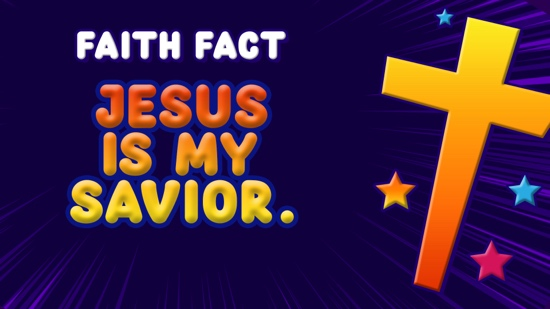 FAITH FACT
JESUS
IS MY
SAVIOR.